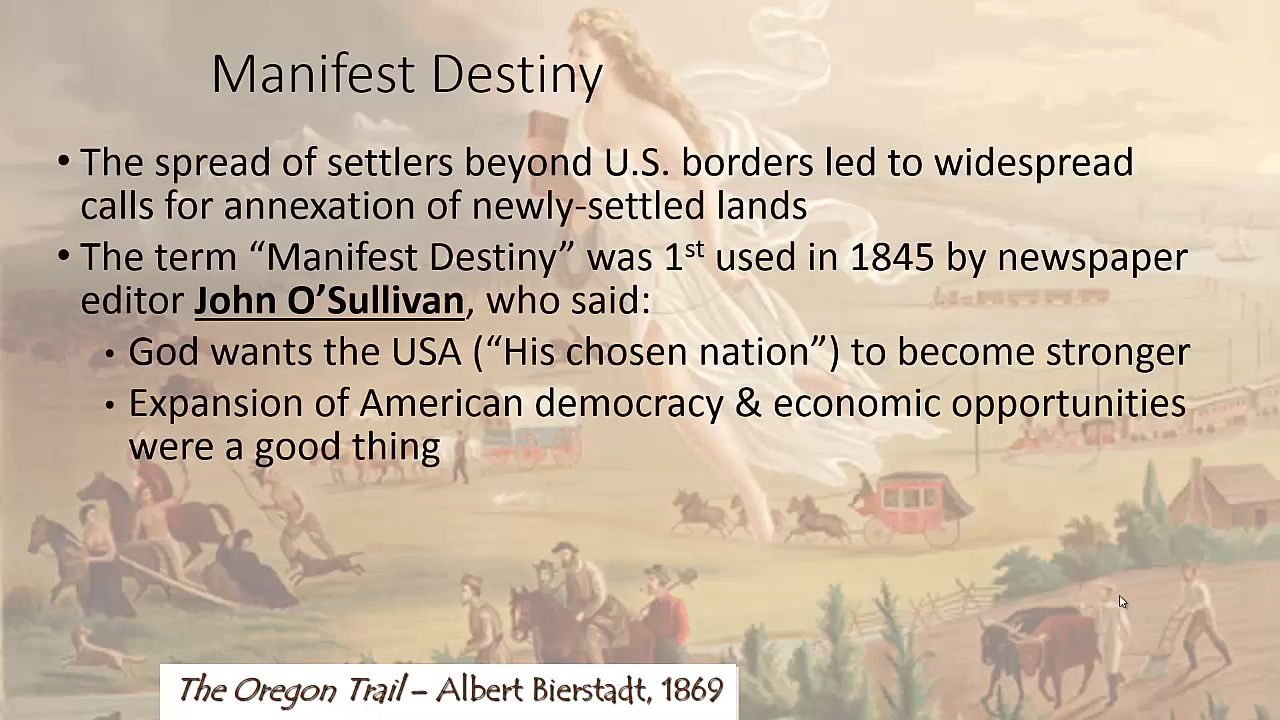 Manifest Destiny
• The spread of settlers beyond U.S. borders led to widespread
calls for annexation of newly-settled lands
• The term “Manifest Destiny” was 1st used in 1845 by newspaper
editor John O’Sullivan, who said:
• God wants the USA (“His chosen nation”) to become stronger
• Expansion of American democracy & economic opportunities
were a good thing
The Oregon Trail – Albert Bierstadt, 1869